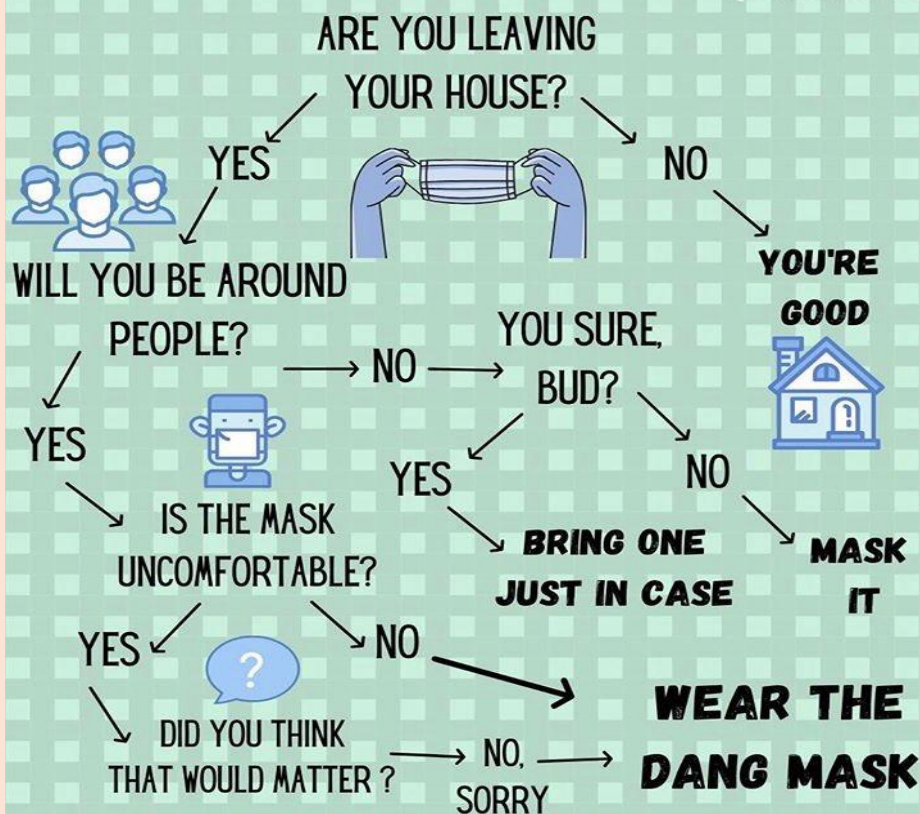 ARE YOU LEAVING
YOUR HOUSE?
YES
NO
YOU'RE
GOOD
WILL YOU BE AROUND
PEOPLE?
NO
YOU SURE,
BUD?
YES
NO
BRING ONE
JUST IN CASE
MASK
IT
YES
IS THE MASK
UNCOMFORTABLE?
YES
NO
?
DID YOU THINK
THAT WOULD MATTER ?
NO,
SORRY
WEAR THE
DANG MASK